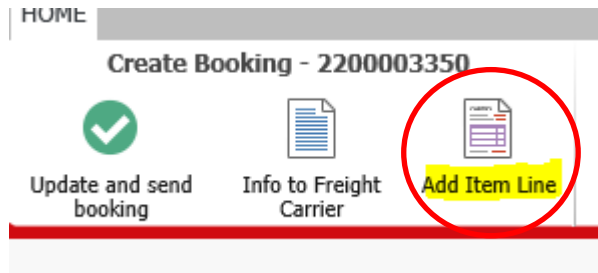 HOME
Create Booking - 2200003350
Update and send
booking
Info to Freight
Carrier
Add Item Line